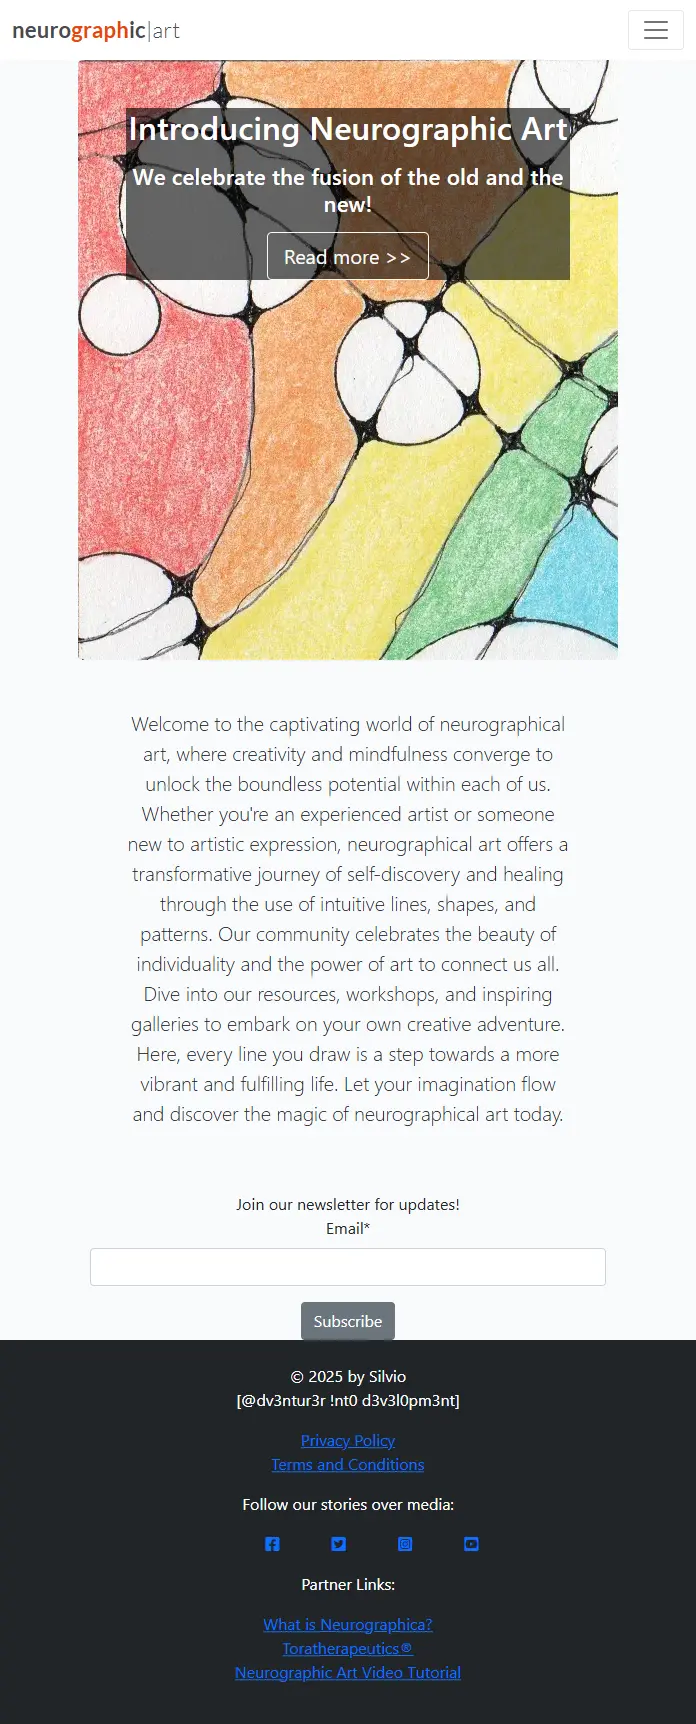 neurographic|art
Introducing Neurographic Art
We celebrate the fusion of the old and the
new!
Read more >>
Welcome to the captivating world of neurographical
art, where creativity and mindfulness converge to
unlock the boundless potential within each of us.
Whether you're an experienced artist or someone
new to artistic expression, neurographical art offers a
transformative journey of self-discovery and healing
through the use of intuitive lines, shapes, and
patterns. Our community celebrates the beauty of
individuality and the power of art to connect us all.
Dive into our resources, workshops, and inspiring
galleries to embark on your own creative adventure.
Here, every line you draw is a step towards a more
vibrant and fulfilling life. Let your imagination flow
and discover the magic of neurographical art today.
Join our newsletter for updates!
Email*
Subscribe
© 2025 by Silvio
[@dv3ntur3r !nt0 d3v3l0pm3nt]
Privacy Policy
Terms and Conditions
Follow our stories over media:
Partner Links:
What is Neurographica?
Toratherapeutics®
Neurographic Art Video Tutorial